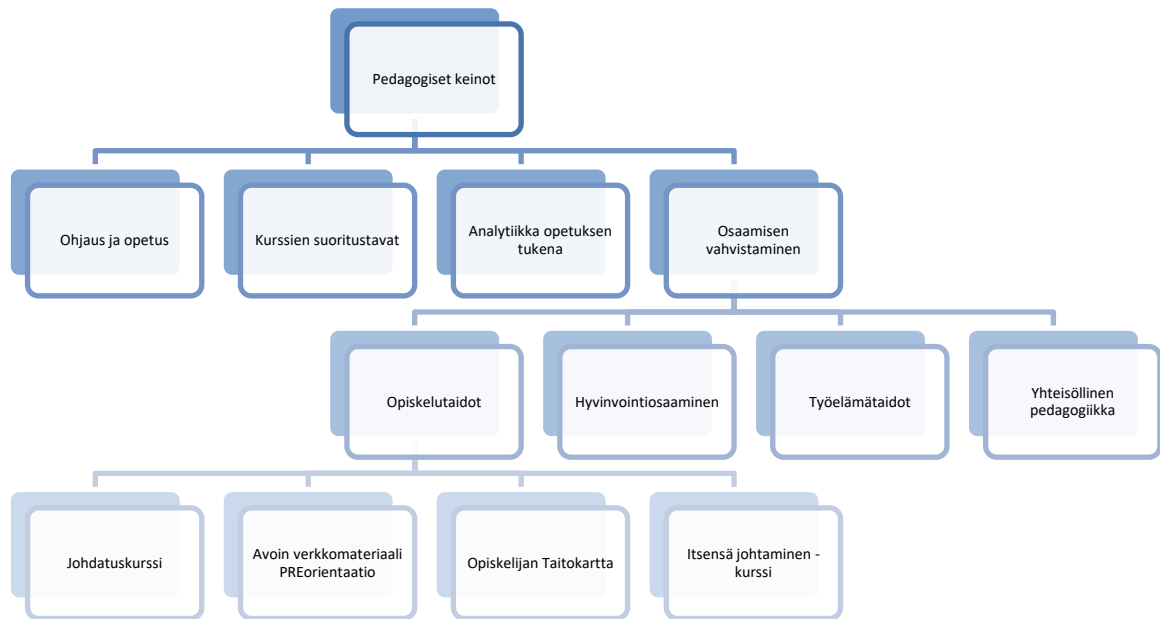 Pedagogiset keinot
Ohjaus ja opetus
Kurssien suoritustavat
Analytiikka opetuksen
tukena
Osaamisen
vahvistaminen
Opiskelutaidot
Hyvinvointiosaaminen
Työelämätaidot
Yhteisöllinen
pedagogiikka
Johdatuskurssi
Avoin verkkomateriaali
PREorientaatio
Opiskelijan Taitokartta
Itsensä johtaminen -
kurssi